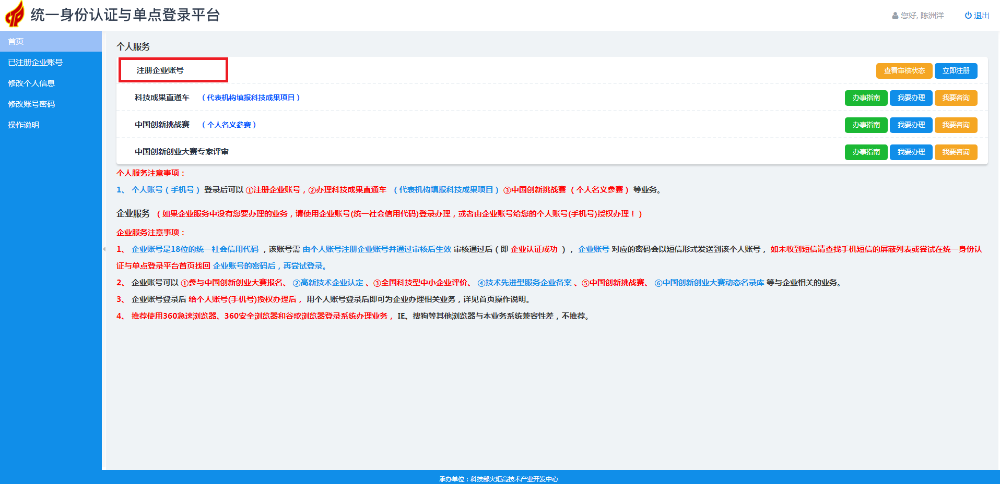 统一身份认证与单点登录平台
您好, 陈洲洋 退出
首页
已注册企业账号
修改个人信息
修改账号密码
操作说明
个人服务
注册企业账号 查看审核状态 立即注册
科技成果直通车 （代表机构填报科技成果项目） 办事指南 我要办理 我要咨询
中国创新挑战赛 （个人名义参赛） 办事指南 我要办理 我要咨询
中国创新创业大赛专家评审 办事指南 我要办理 我要咨询
个人服务注意事项：
1、 个人账号（手机号） 登录后可以 ①注册企业账号，②办理科技成果直通车 （代表机构填报科技成果项目） ③中国创新挑战赛 （个人名义参赛） 等业务。
企业服务 （如果企业服务中没有您要办理的业务，请使用企业账号(统一社会信用代码)登录办理，或者由企业账号给您的个人账号(手机号)授权办理！）
企业服务注意事项：
1、 企业账号是18位的统一社会信用代码 ，该账号需 由个人账号注册企业账号并通过审核后生效 审核通过后（即 企业认证成功 ）， 企业账号 对应的密码会以短信形式发送到该个人账号， 如未收到短信请查找手机短信的屏蔽列表或尝试在统一身份认
证与单点登录平台首页找回 企业账号的密码后，再尝试登录。
2、 企业账号可以 ①参与中国创新创业大赛报名、 ②高新技术企业认定 、③全国科技型中小企业评价、 ④技术先进型服务企业备案 、⑤中国创新挑战赛、 ⑥中国创新创业大赛动态名录库 等与企业相关的业务。
3、 企业账号登录后 给个人账号(手机号)授权办理后， 用个人账号登录后即可为企业办理相关业务，详见首页操作说明。
4、 推荐使用360急速浏览器、360安全浏览器和谷歌浏览器登录系统办理业务， IE、搜狗等其他浏览器与本业务系统兼容性差，不推荐。
承办单位：科技部火炬高技术产业开发中心